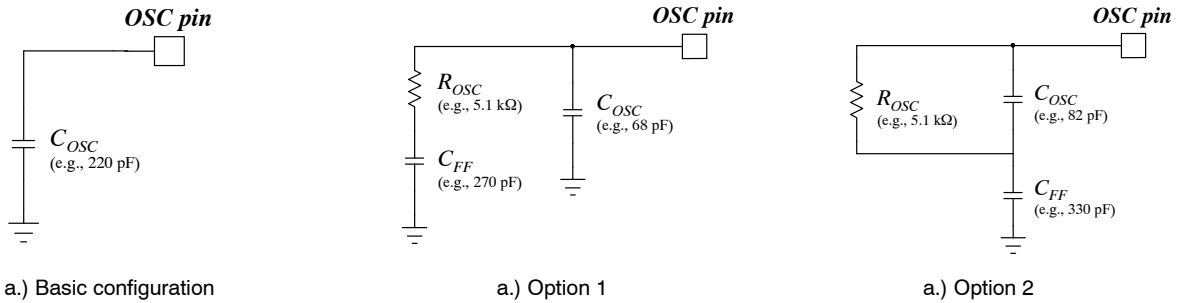 OSC pin
C_OSC
(e.g., 220 pF)
a.) Basic configuration
OSC pin
R_OSC
(e.g., 5.1 kΩ)
C_OSC
(e.g., 68 pF)
C_FF
(e.g., 270 pF)
a.) Option 1
OSC pin
R_OSC
(e.g., 5.1 kΩ)
C_OSC
(e.g., 82 pF)
C_FF
(e.g., 330 pF)
a.) Option 2